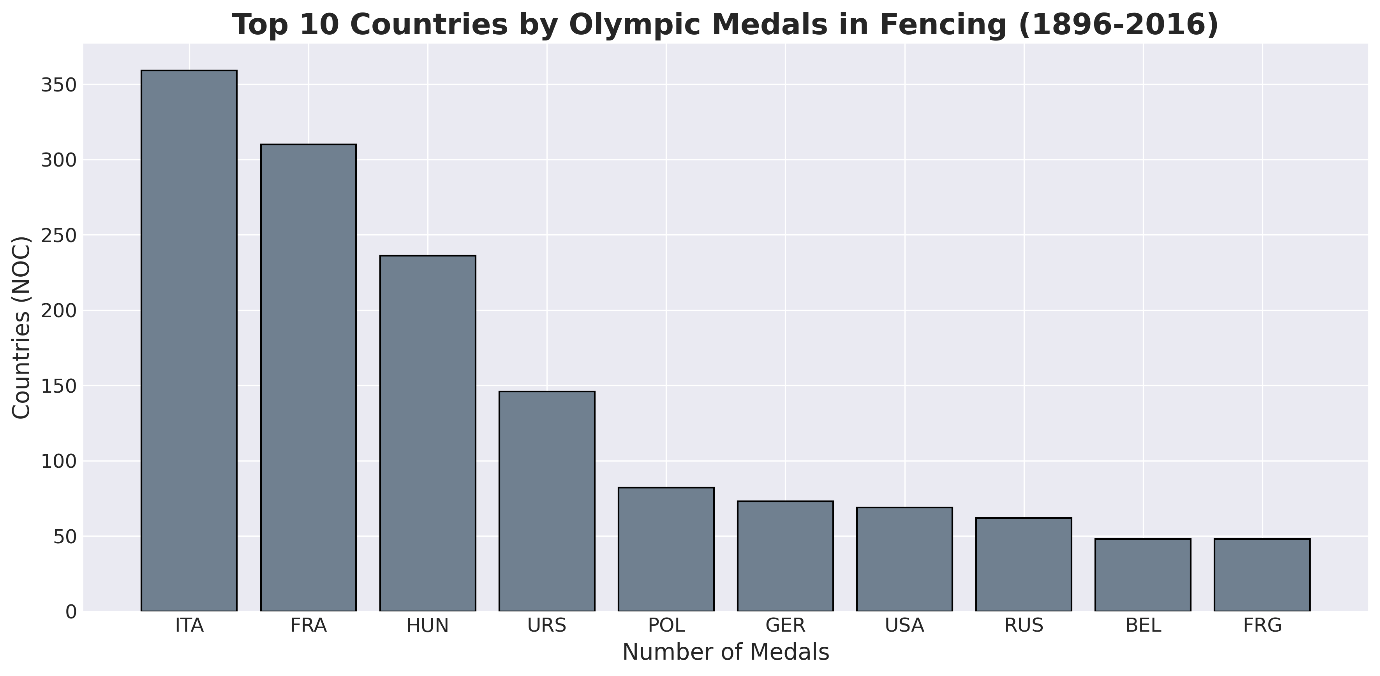 Top 10 Countries by Olympic Medals in Fencing (1896-2016)
Countries (NOC)
350
300
250
200
150
100
50
0
ITA FRA HUN URS POL GER USA RUS BEL FRG
Number of Medals